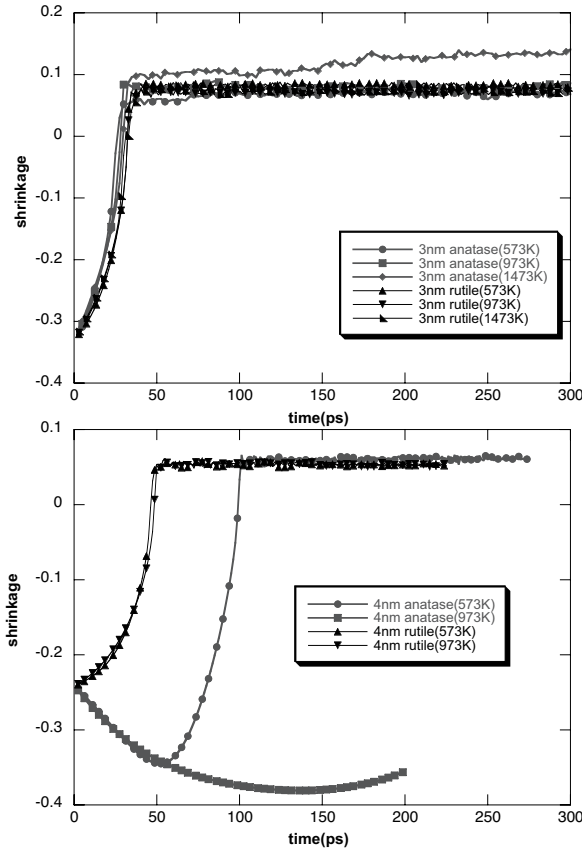 0.2
0.1
0
-0.1
-0.2
-0.3
-0.4
shrinkage
3nm anatase(573K)
3nm anatase(973K)
3nm anatase(1473K)
3nm rutile(573K)
3nm rutile(973K)
3nm rutile(1473K)
0 50 100 150 200 250 300
time(ps)
0.1
0
-0.1
-0.2
-0.3
-0.4
shrinkage
4nm anatase(573K)
4nm anatase(973K)
4nm rutile(573K)
4nm rutile(973K)
0 50 100 150 200 250 300
time(ps)